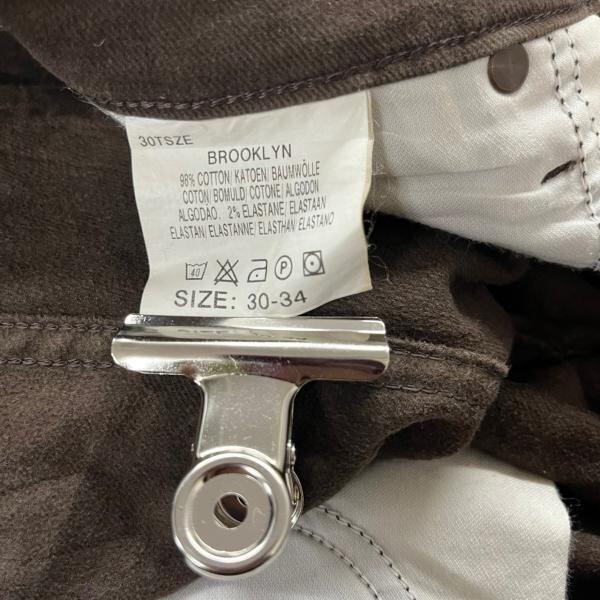 30TSZE
BROOKLYN
98% COTTON/ KATOEN/ BAUMWÖLLE
COTON/ BOMULD/ COTONE/ ALGODON
ALGODAO. 2% ELASTANE/ ELASTAAN
ELASTAN/ ELASTANNE/ ELASTHAN/ ELASTANO
40
P
SIZE: 30-34